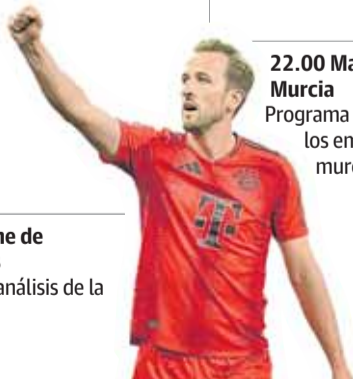 22.00 Ma
Murcia
Programa
los en
murc
ne de
análisis de la
T